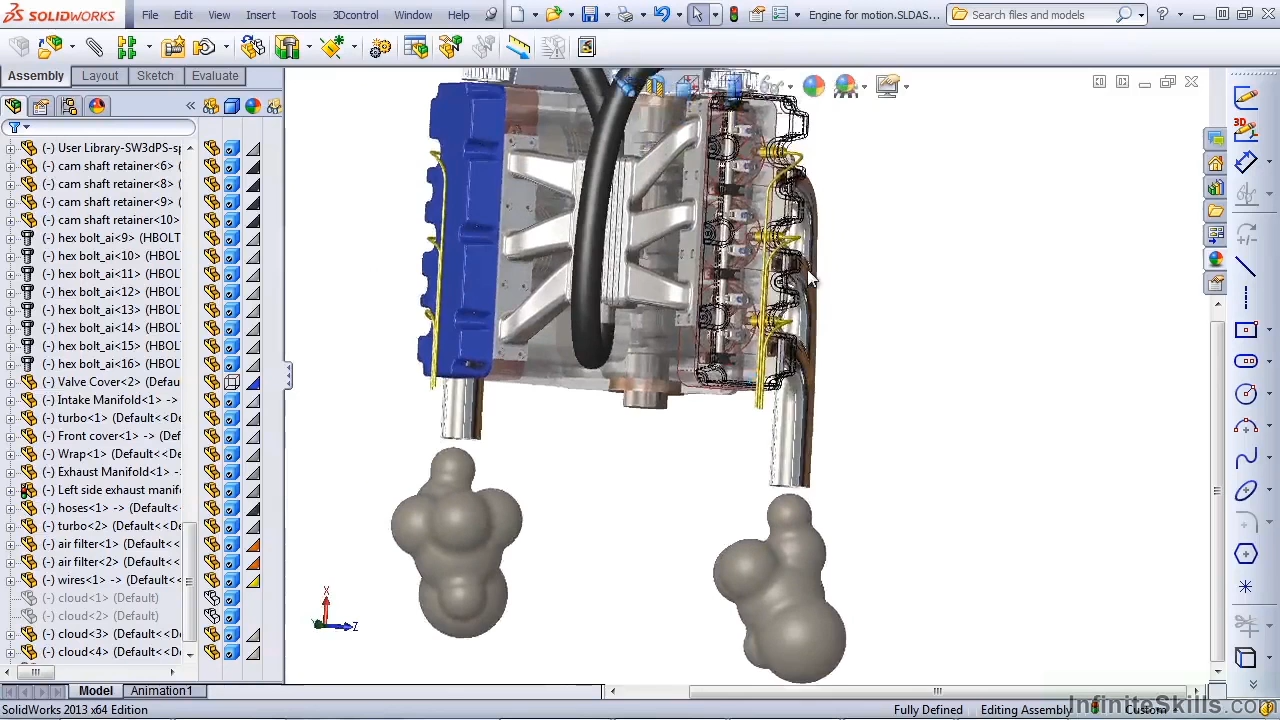 SOLIDWORKS File Edit View Insert Tools 3Dcontrol Window Help Engine for motion.SLDAS... Search files and models
Assembly Layout Sketch Evaluate
(-) User Library-SW3dPS-sp
(-) cam shaft retainer<6> (
(-) cam shaft retainer<8> (
(-) cam shaft retainer<9> (
(-) cam shaft retainer<10>
(-) hex bolt_ai<9> (HBOLT
(-) hex bolt_ai<10> (HBOL
(-) hex bolt_ai<11> (HBOL
(-) hex bolt_ai<12> (HBOL
(-) hex bolt_ai<13> (HBOL
(-) hex bolt_ai<14> (HBOL
(-) hex bolt_ai<15> (HBOL
(-) hex bolt_ai<16> (HBOL
(-) Valve Cover<2> (Defau
(-) Intake Manifold<1> ->
(-) turbo<1> (Default<<D
(-) Front cover<1> -> (De
(-) Wrap<1> (Default<<D
(-) Exhaust Manifold<1> -
(-) Left side exhaust manif
(-) hoses<1> -> (Default<
(-) turbo<2> (Default<<D
(-) air filter<1> (Default<<
(-) air filter<2> (Default<<
(-) wires<1> -> (Default<<
(-) cloud<1> (Default)
(-) cloud<2> (Default)
(-) cloud<3> (Default<<D
(-) cloud<4> (Default<<D
X
Z
Model Animation1
SolidWorks 2013 x64 Edition Fully Defined Editing Assembly Custom
InfiniteSkills.com